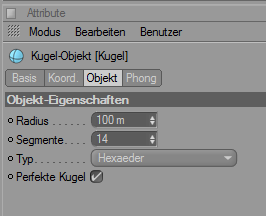 Attribute
Modus Bearbeiten Benutzer
Kugel-Objekt [Kugel]
Basis Koord. Objekt Phong
Objekt-Eigenschaften
Radius . . . . . . 100 m
Segmente. . . . 14
Typ. . . . . . . . . Hexaeder
Perfekte Kugel